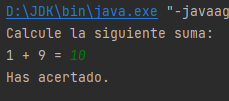 D:\JDK\bin\java.exe "-javaag
Calcule la siguiente suma:
1 + 9 = 10
Has acertado.